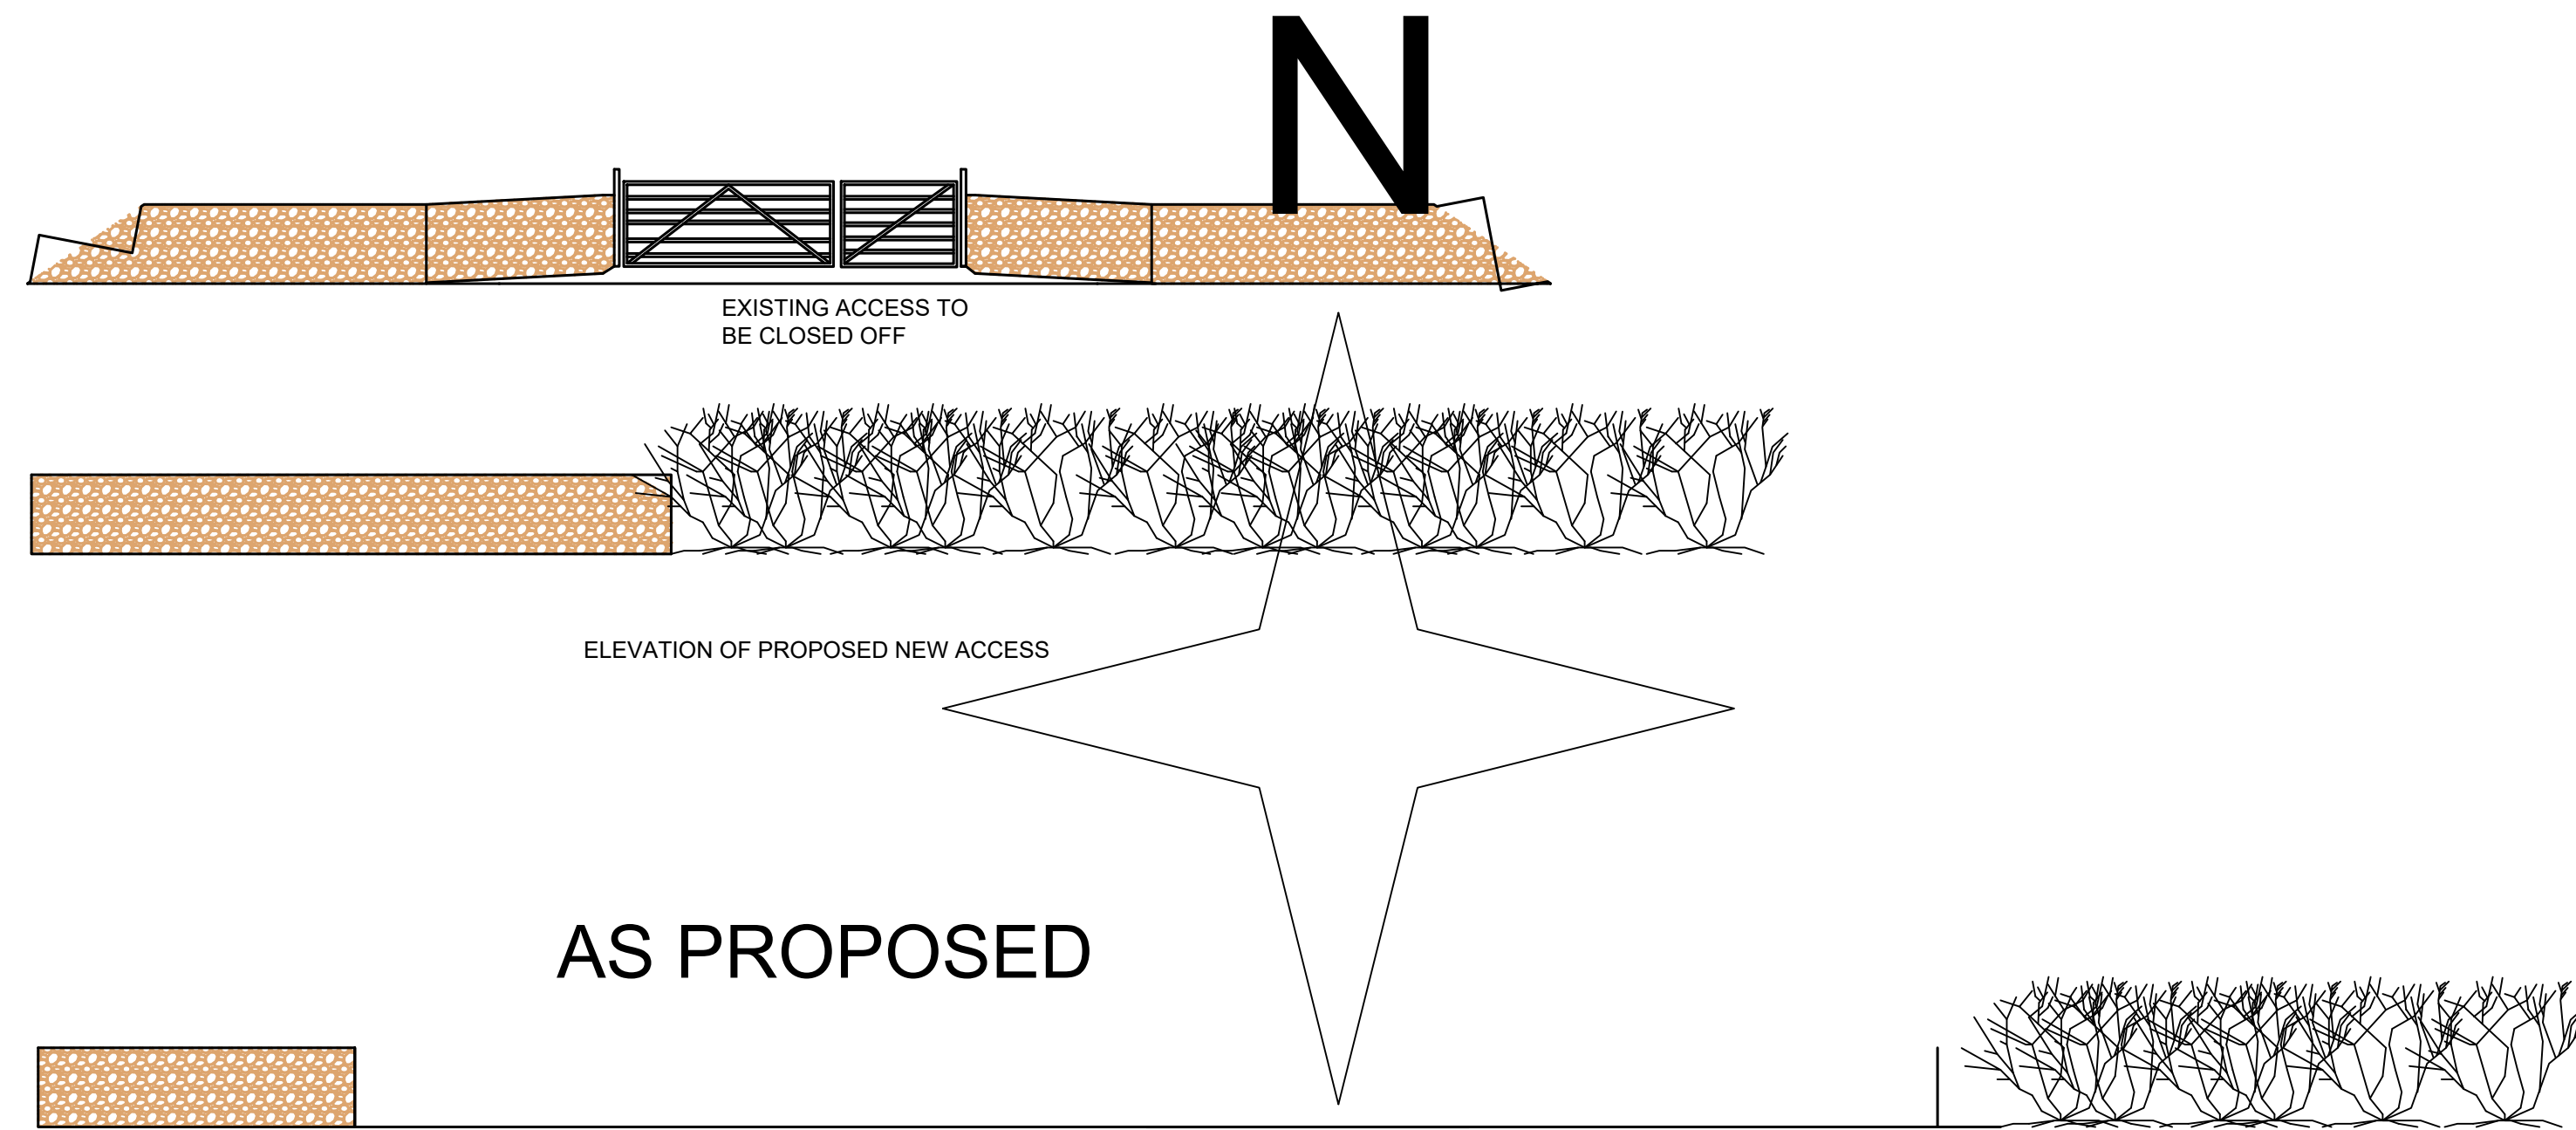 N
EXISTING ACCESS TO
BE CLOSED OFF
ELEVATION OF PROPOSED NEW ACCESS
AS PROPOSED